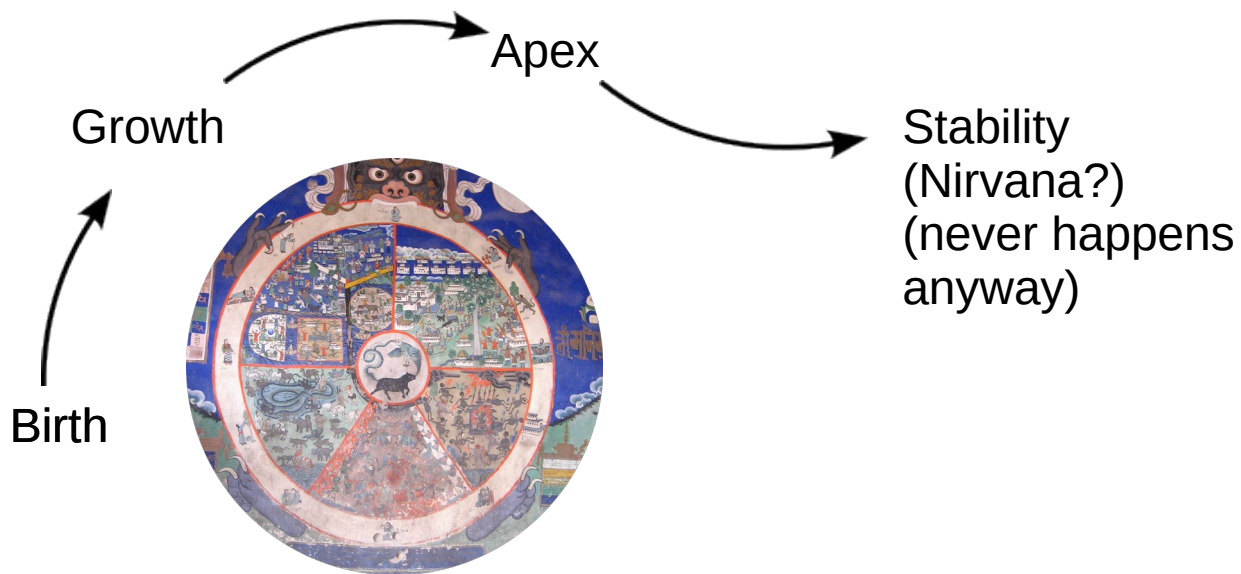 Apex
Growth
Stability
(Nirvana?)
(never happens
anyway)
Birth